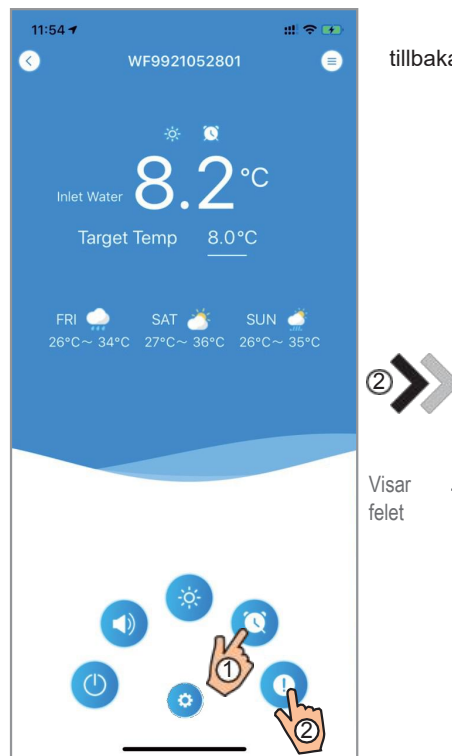 11:54
WF9921052801
tillbaka
8.2 °C
Inlet Water
Target Temp 8.0°C
FRI SAT SUN
26°C~ 34°C 27°C~ 36°C 26°C~ 35°C
②
Visar
felet
①
②